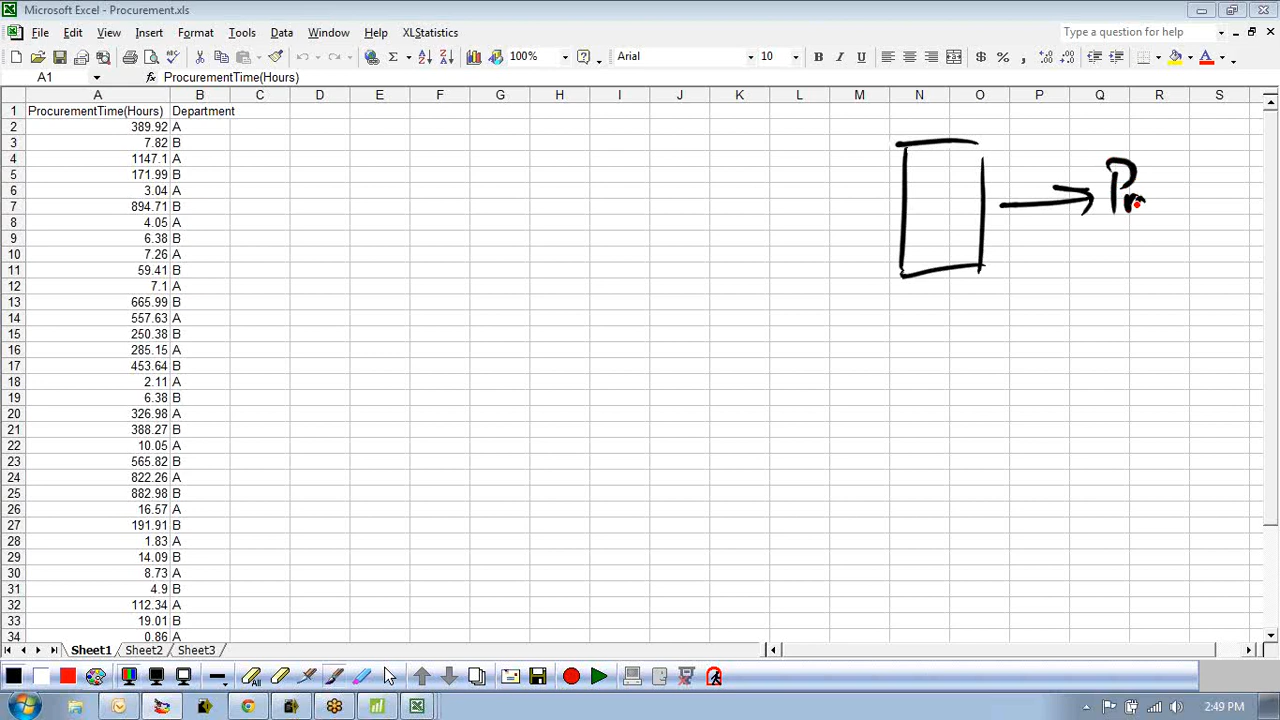 Microsoft Excel - Procurement.xls
File Edit View Insert Format Tools Data Window Help XLStatistics Type a question for help
100% Arial 10 B I U $ %
A1 fx ProcurementTime(Hours)
A B C D E F G H I J K L M N O P Q R S
1 ProcurementTime(Hours) Department
2 389.92 A
3 7.82 B
4 1147.1 A
5 171.99 B
6 3.04 A
7 894.71 B
8 4.05 A
9 6.38 B
10 7.26 A
11 59.41 B
12 7.1 A
13 665.99 B
14 557.63 A
15 250.38 B
16 285.15 A
17 453.64 B
18 2.11 A
19 6.38 B
20 326.98 A
21 388.27 B
22 10.05 A
23 565.82 B
24 822.26 A
25 882.98 B
26 16.57 A
27 191.91 B
28 1.83 A
29 14.09 B
30 8.73 A
31 4.9 B
32 112.34 A
33 19.01 B
34 0.86 A
Pr
Sheet1 Sheet2 Sheet3
2:49 PM